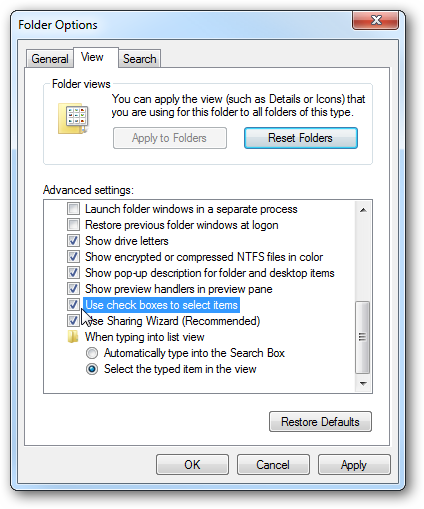 Folder Options
General View Search
Folder views
You can apply the view (such as Details or Icons) that
you are using for this folder to all folders of this type.
Apply to Folders Reset Folders
Advanced settings:
Launch folder windows in a separate process
Restore previous folder windows at logon
Show drive letters
Show encrypted or compressed NTFS files in color
Show pop-up description for folder and desktop items
Show preview handlers in preview pane
Use check boxes to select items
Use Sharing Wizard (Recommended)
When typing into list view
Automatically type into the Search Box
Select the typed item in the view
Restore Defaults
OK Cancel Apply